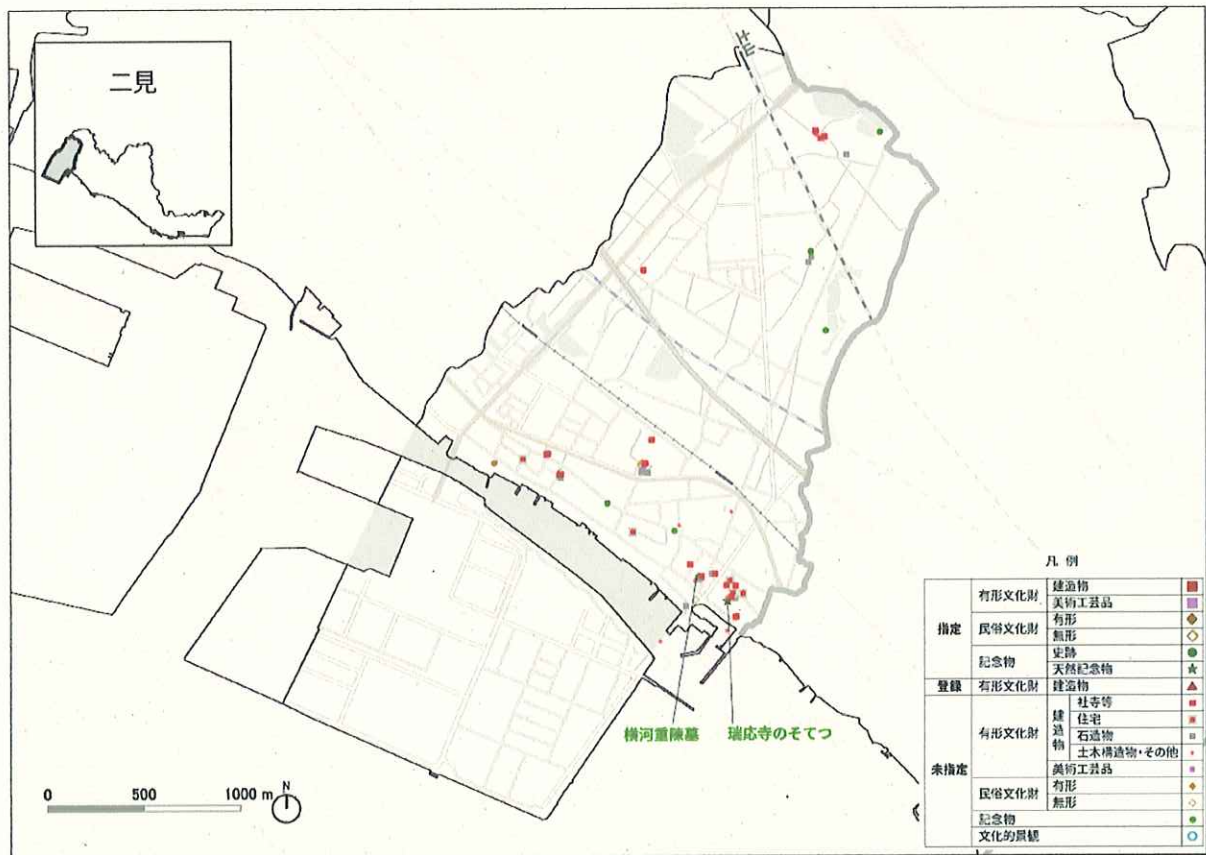 二見
土山
横河重陳墓
瑞応寺のそてつ
0 500 1000 m
N
凡 例
指定 有形文化財 建造物
美術工芸品
民俗文化財 有形
無形
記念物 史跡
天然記念物
登録 有形文化財 建造物
未指定 有形文化財 建造物 社寺等
住宅
石造物
土木構造物・その他
美術工芸品
民俗文化財 有形
無形
記念物
文化的景観